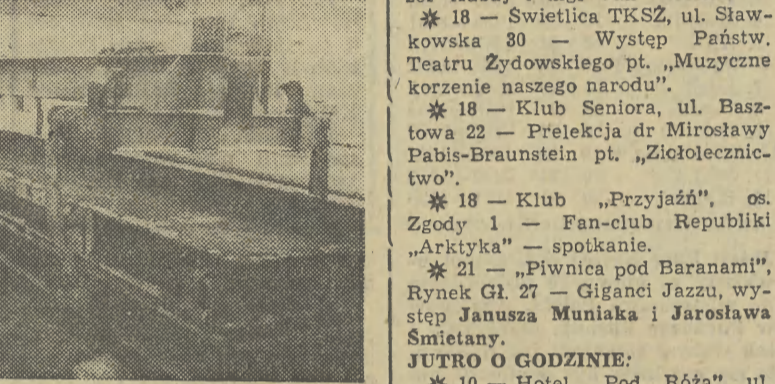 ✵ 18 — Świetlica TKSŻ, ul. Sław-
kowska 30 — Występ Państw.
Teatru Żydowskiego pt. „Muzyczne
korzenie naszego narodu”.
✵ 18 — Klub Seniora, ul. Basz-
towa 22 — Prelekcja dr Mirosławy
Pabis-Braunstein pt. „Ziołolecznic-
two”.
✵ 18 — Klub „Przyjaźń”, os.
Zgody 1 — Fan-club Republiki
„Arktyka” — spotkanie.
✵ 21 — „Piwnica pod Baranami”,
Rynek Gł. 27 — Giganci Jazzu, wy-
stęp Janusza Muniaka i Jarosława
Śmietany.
JUTRO O GODZINIE:
✵ 10 — Hotel „Pod Różą” ul.